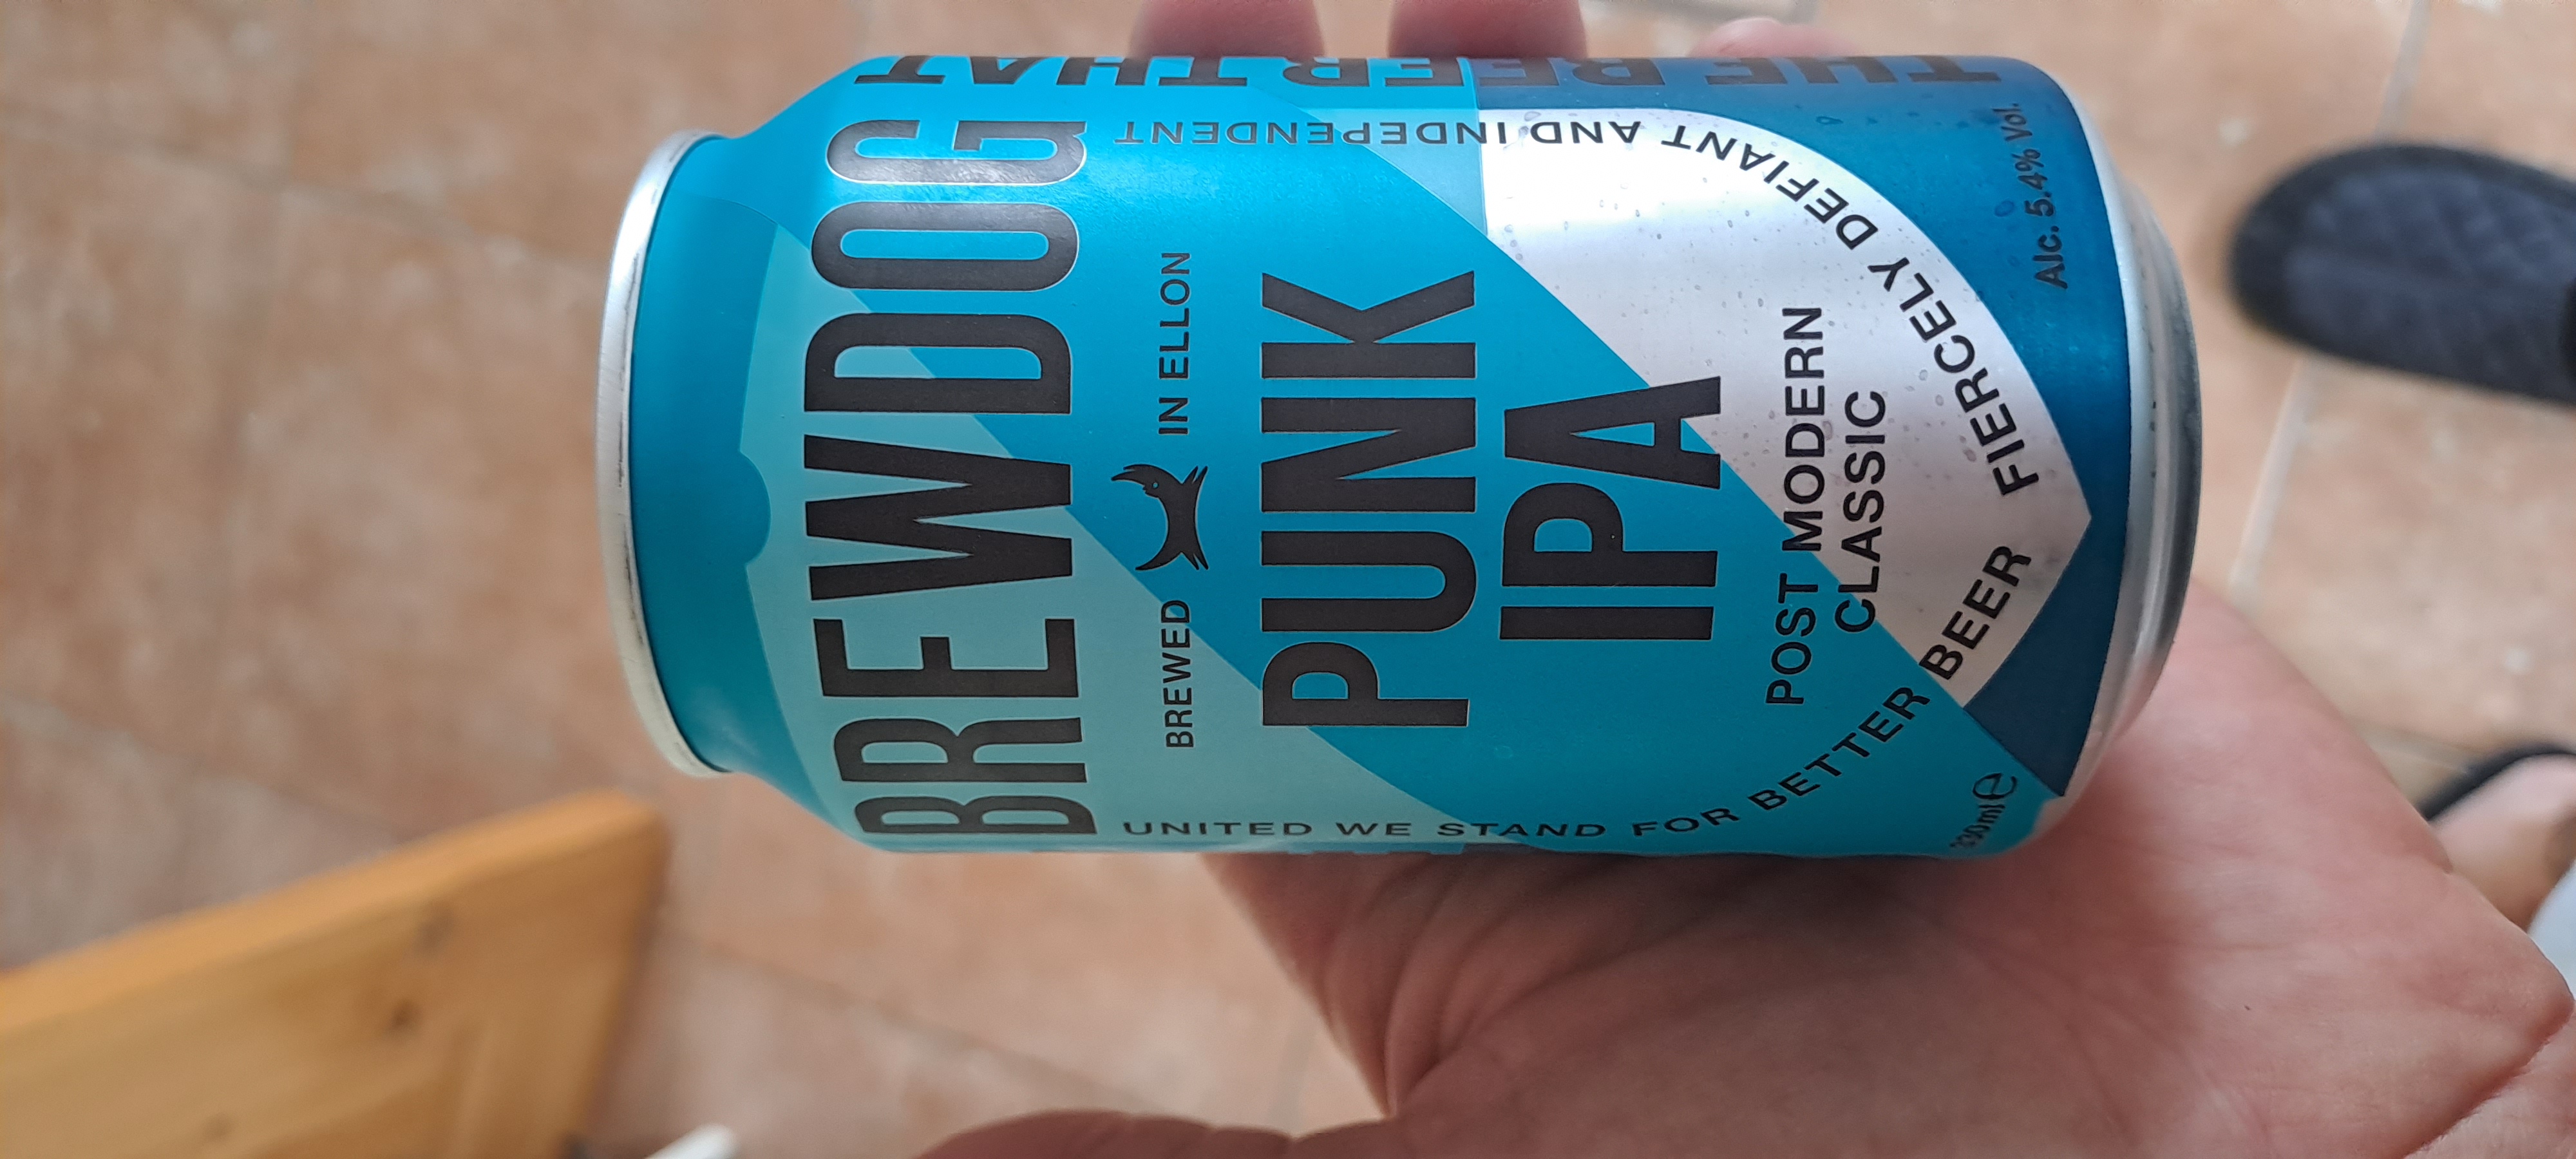 BREWDOG
BREWED IN ELLON
PUNK
IPA
POST MODERN
CLASSIC
UNITED WE STAND FOR BETTER BEER FIERCELY DEFIANT AND INDEPENDENT
330ml e
Alc. 5.4% Vol.
THE BEER THAT